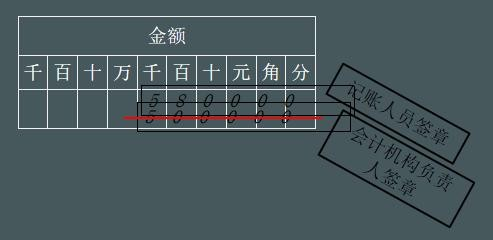 金额
千 百 十 万 千 百 十 元 角 分
5 8 0 0 0 0
5 0 0 0 0 0
记账人员签章
会计机构负责
人签章